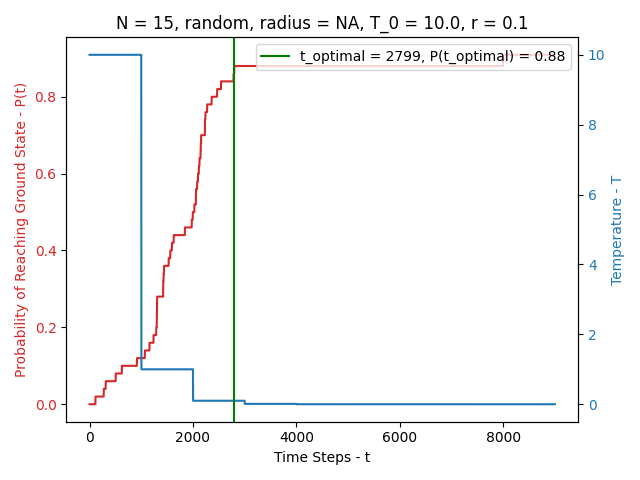 N = 15, random, radius = NA, T_0 = 10.0, r = 0.1
t_optimal = 2799, P(t_optimal) = 0.88
Probability of Reaching Ground State - P(t)
0.8
0.6
0.4
0.2
0.0
10
8
6
4
2
0
Temperature - T
0 2000 4000 6000 8000
Time Steps - t